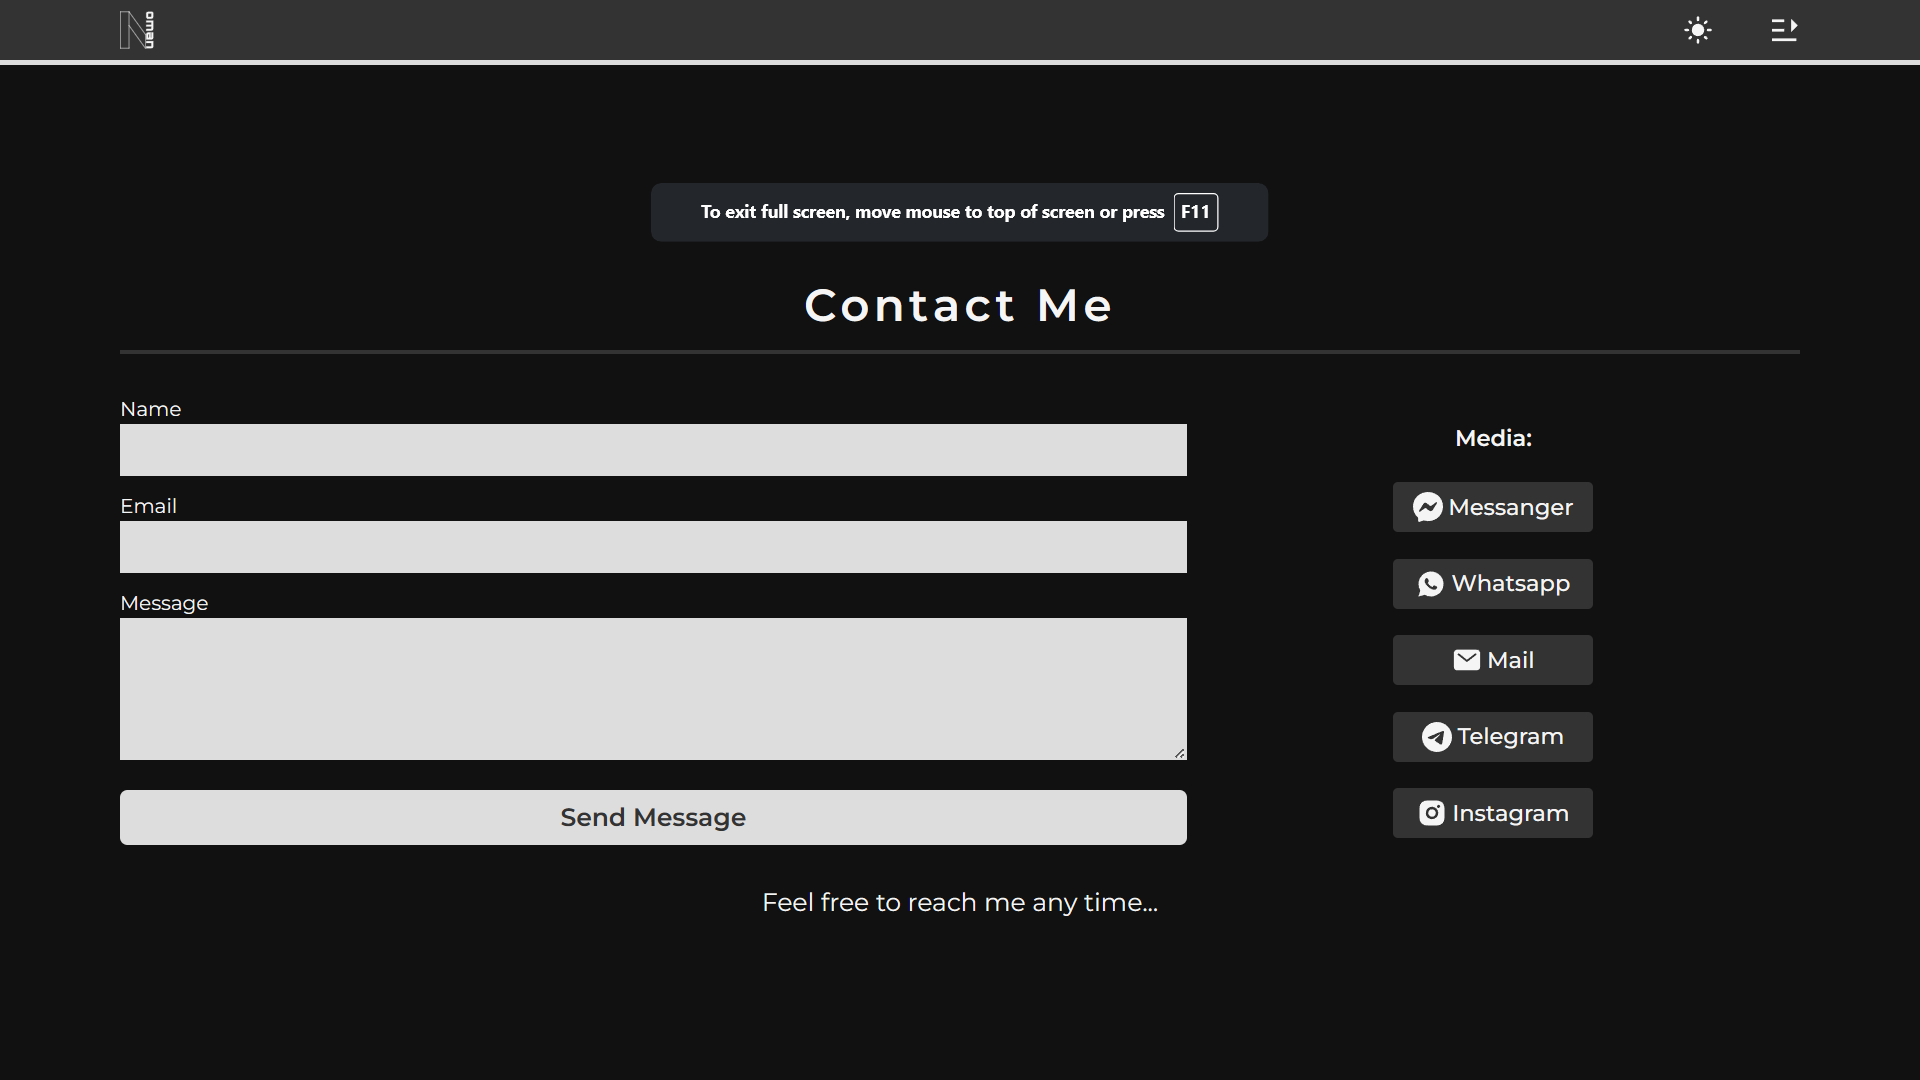 Noman
To exit full screen, move mouse to top of screen or press F11
Contact Me
Name
Email
Message
Send Message
Media:
Messanger
Whatsapp
Mail
Telegram
Instagram
Feel free to reach me any time...